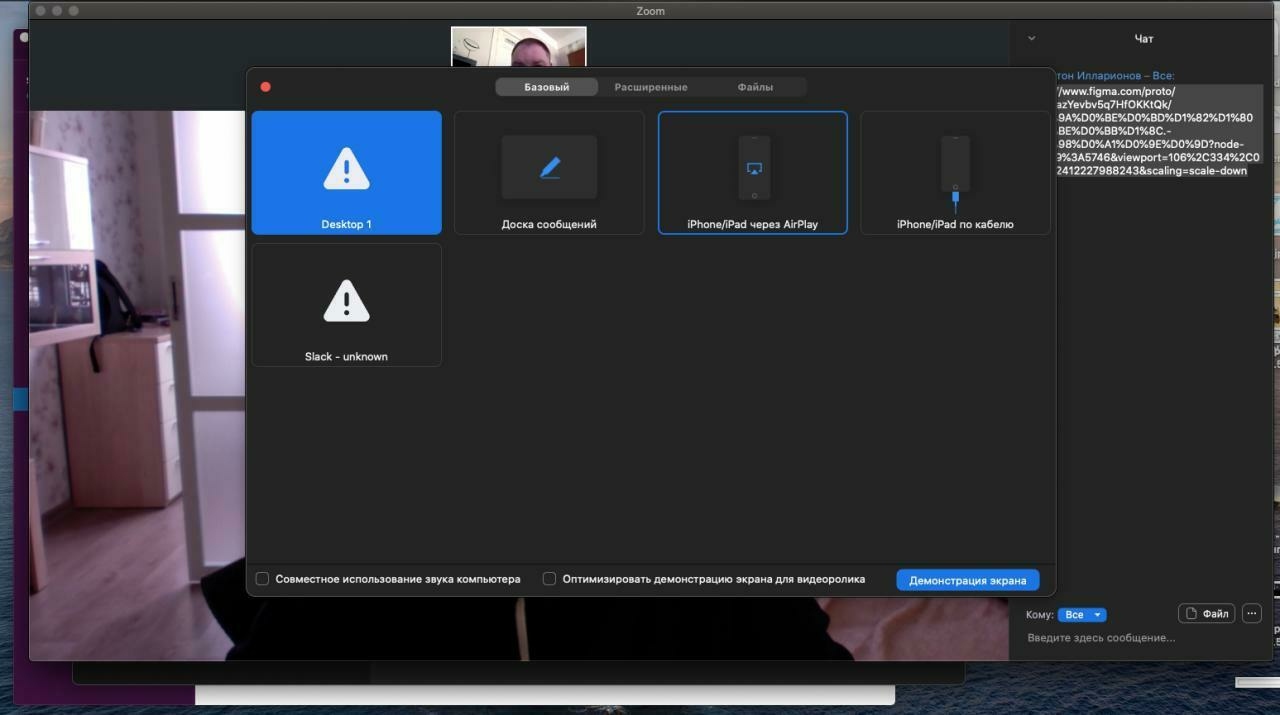 Zoom
Чат
Базовый
Расширенные
Файлы
тон Илларионов – Все:
/www.figma.com/proto/
azYevbv5q7HfOKKtQk/
9A%D0%BE%D0%BD%D1%82%D1%80
BE%D0%BB%D1%8C.-
98%D0%A1%D0%9E%D0%9D?node-
9%3A5746&viewport=106%2C334%2C0
2412227988243&scaling=scale-down
Desktop 1
Доска сообщений
iPhone/iPad через AirPlay
iPhone/iPad по кабелю
Slack - unknown
Совместное использование звука компьютера
Оптимизировать демонстрацию экрана для видеоролика
Демонстрация экрана
Кому: Все
Файл
Введите здесь сообщение...